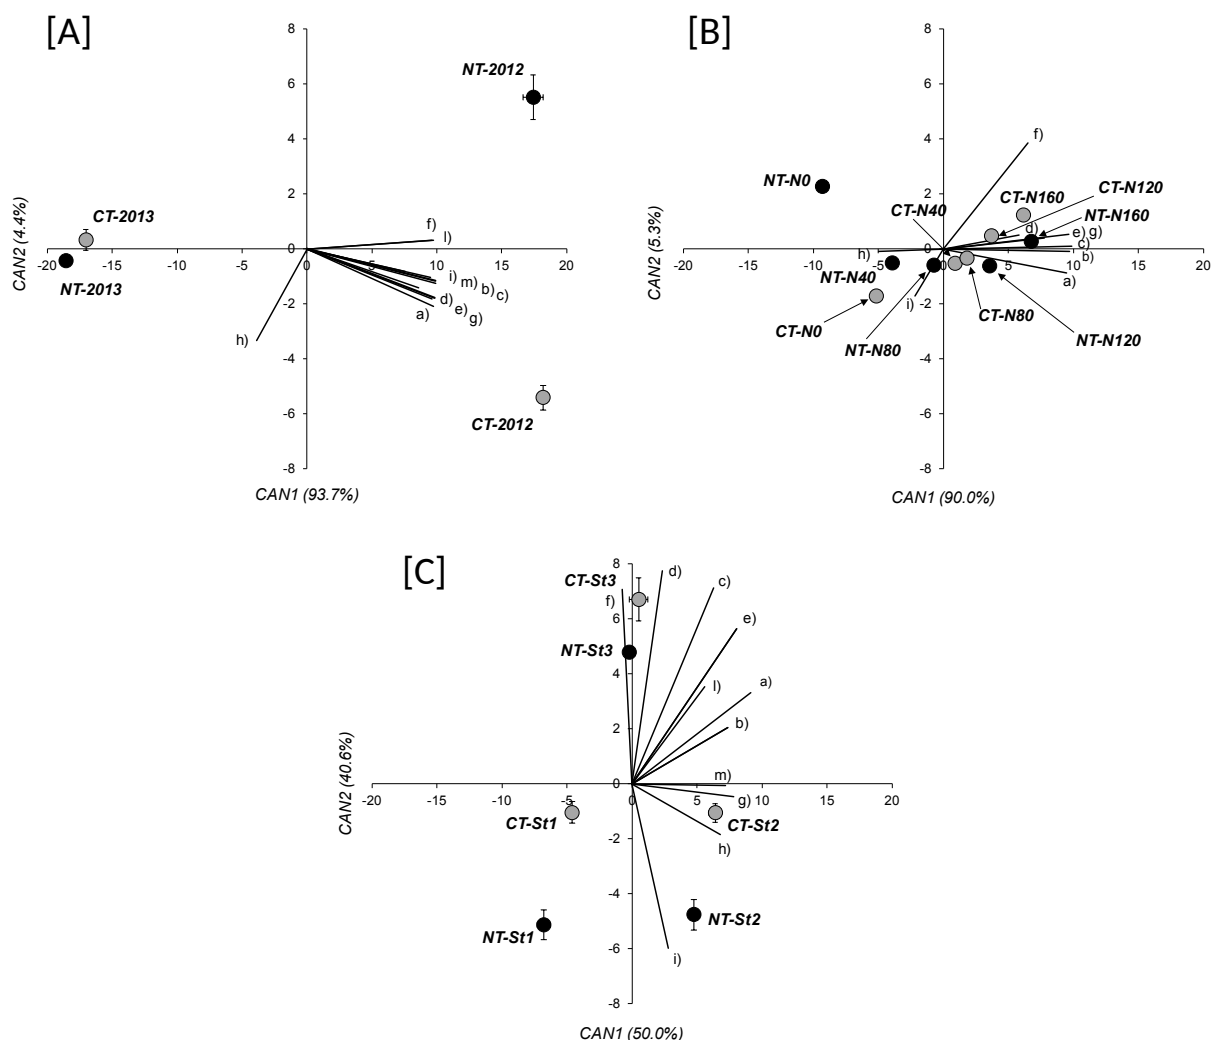 [A]
8
NT-2012
6
4
2
CT-2013
f)
l)
0
-20
-15
-10
-5
0
5
10
15
20
NT-2013
i)
m)
b)
c)
d)
e)
g)
a)
-2
h)
-4
-6
CT-2012
-8
CAN2 (4.4%)
CAN1 (93.7%)
[B]
8
6
4
f)
NT-N0
2
CT-N40
CT-N160
CT-N120
NT-N160
d)
e)
g)
c)
b)
a)
h)
0
-20
-15
-10
-5
0
5
10
15
20
NT-N40
i)
-2
CT-N0
NT-N80
CT-N80
NT-N120
-4
-6
-8
CAN2 (5.3%)
CAN1 (90.0%)
[C]
8
CT-St3
d)
c)
f)
6
e)
NT-St3
4
l)
a)
2
b)
m)
0
-20
-15
-10
-5
0
5
10
15
20
g)
CT-St1
CT-St2
-2
h)
-4
NT-St1
NT-St2
-6
i)
-8
CAN2 (40.6%)
CAN1 (50.0%)